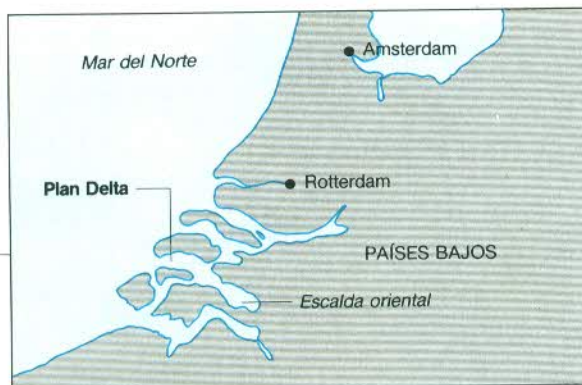 Mar del Norte
Amsterdam
Plan Delta
Rotterdam
PAÍSES BAJOS
Escalda oriental